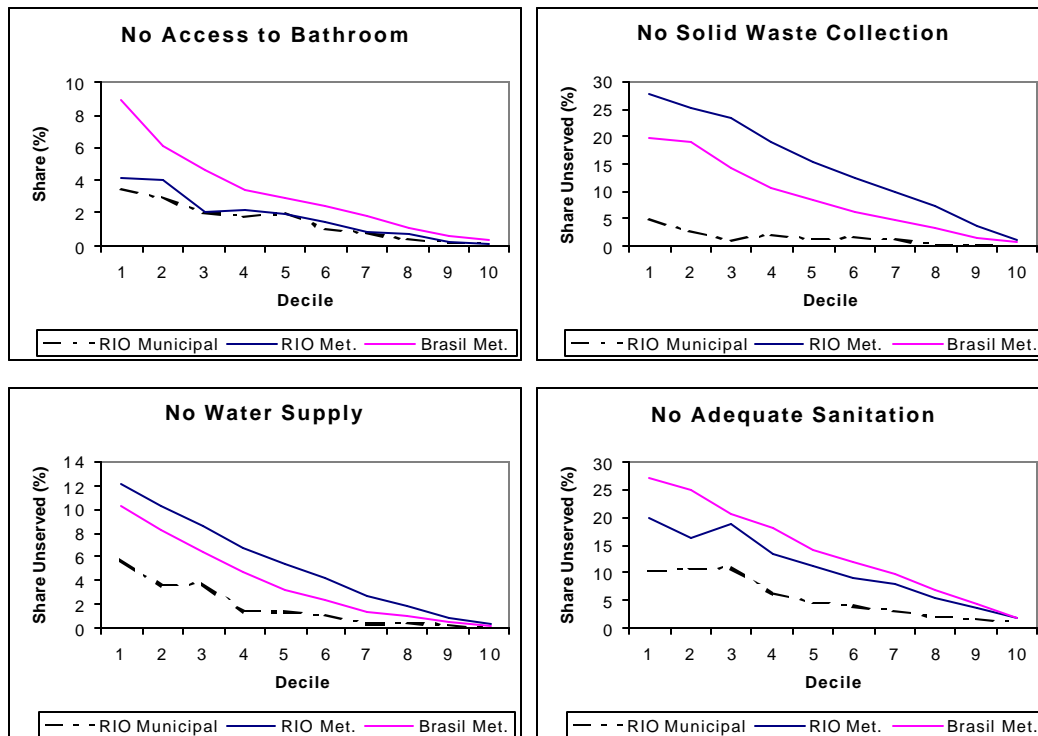 No Access to Bathroom
10
8
6
4
2
0
Share (%)
1 2 3 4 5 6 7 8 9 10
Decile
RIO Municipal RIO Met. Brasil Met.
No Solid Waste Collection
30
25
20
15
10
5
0
Share Unserved (%)
1 2 3 4 5 6 7 8 9 10
Decile
RIO Municipal RIO Met. Brasil Met.
No Water Supply
14
12
10
8
6
4
2
0
Share Unserved (%)
1 2 3 4 5 6 7 8 9 10
Decile
RIO Municipal RIO Met. Brasil Met.
No Adequate Sanitation
30
25
20
15
10
5
0
Share Unserved (%)
1 2 3 4 5 6 7 8 9 10
Decile
RIO Municipal RIO Met. Brasil Met.